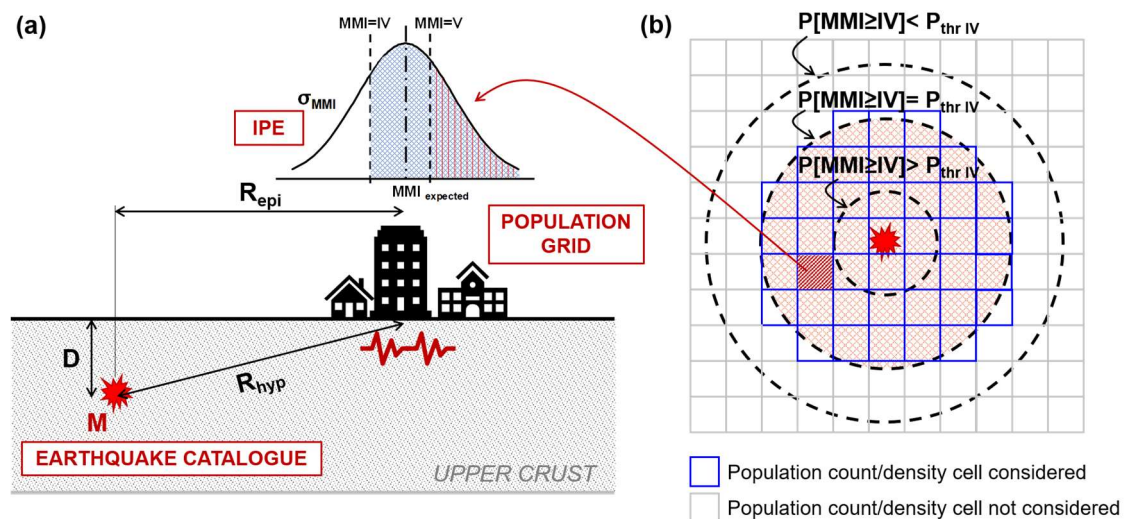 (a)
MMI=IV
MMI=V
σMMI
IPE
MMI expected
Repi
POPULATION
GRID
D
Rhyp
M
EARTHQUAKE CATALOGUE
UPPER CRUST
(b)
P[MMI≥IV]< Pthr IV
P[MMI≥IV]= Pthr IV
P[MMI≥IV]> Pthr IV
Population count/density cell considered
Population count/density cell not considered